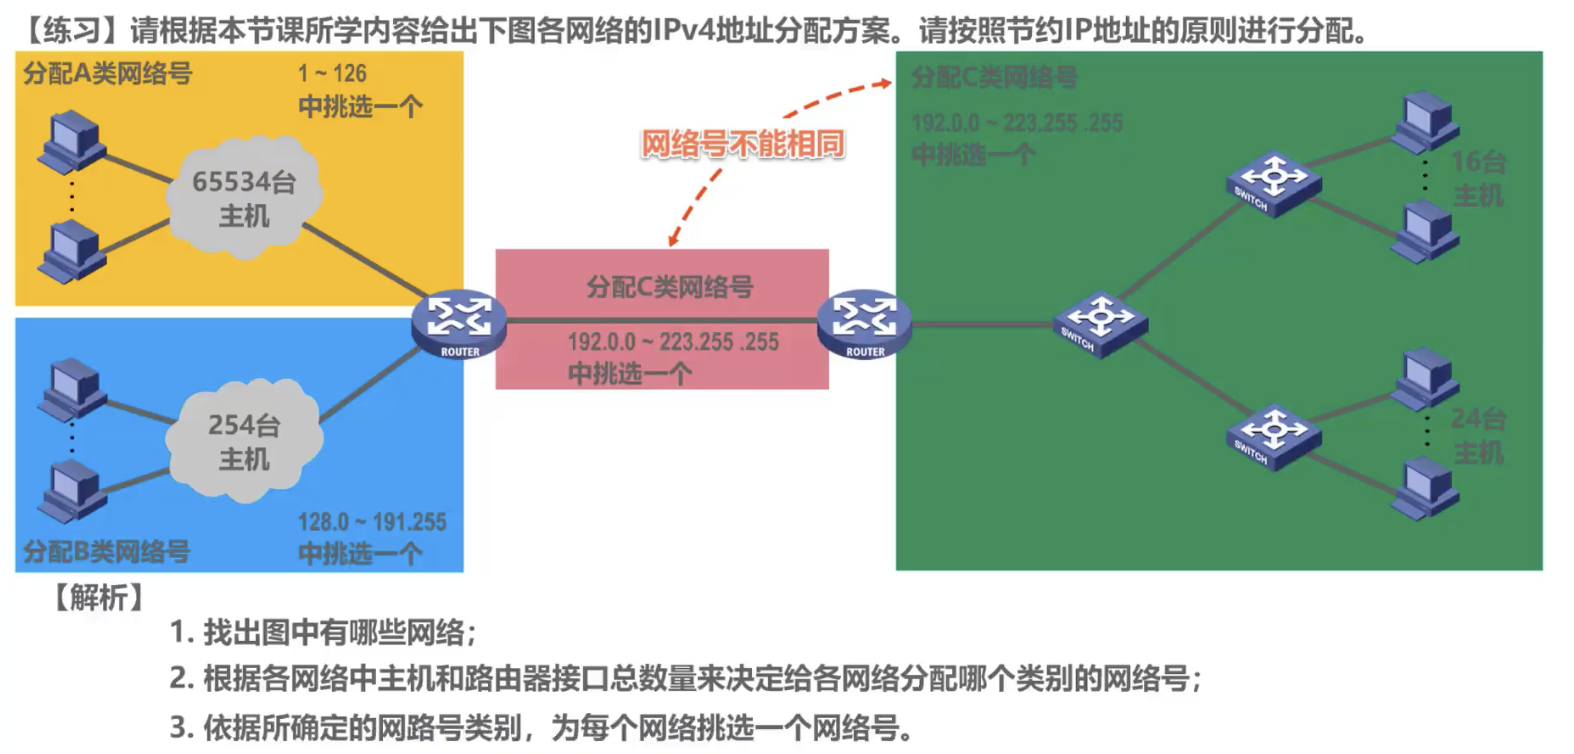 【练习】请根据本节课所学内容给出下图各网络的IPv4地址分配方案。请按照节约IP地址的原则进行分配。
分配A类网络号
1 ~ 126
中挑选一个
65534台
主机
254台
主机
128.0 ~ 191.255
中挑选一个
分配B类网络号
ROUTER
网络号不能相同
分配C类网络号
192.0.0 ~ 223.255 .255
中挑选一个
ROUTER
分配C类网络号
192.0.0 ~ 223.255 .255
中挑选一个
SWITCH
SWITCH
SWITCH
16台
主机
24台
主机
【解析】
1. 找出图中有哪些网络；
2. 根据各网络中主机和路由器接口总数量来决定给各网络分配哪个类别的网络号；
3. 依据所确定的网路号类别，为每个网络挑选一个网络号。